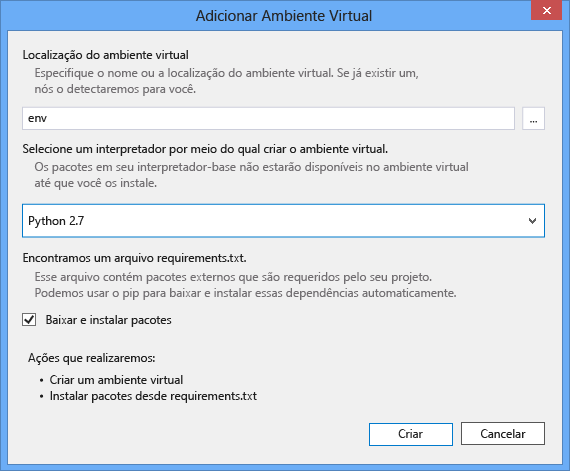 Adicionar Ambiente Virtual
Localização do ambiente virtual
Especifique o nome ou a localização do ambiente virtual. Se já existir um,
nós o detectaremos para você.
env
...
Selecione um interpretador por meio do qual criar o ambiente virtual.
Os pacotes em seu interpretador-base não estarão disponíveis no ambiente virtual
até que você os instale.
Python 2.7
Encontramos um arquivo requirements.txt.
Esse arquivo contém pacotes externos que são requeridos pelo seu projeto.
Podemos usar o pip para baixar e instalar essas dependências automaticamente.
Baixar e instalar pacotes
Ações que realizaremos:
• Criar um ambiente virtual
• Instalar pacotes desde requirements.txt
Criar
Cancelar